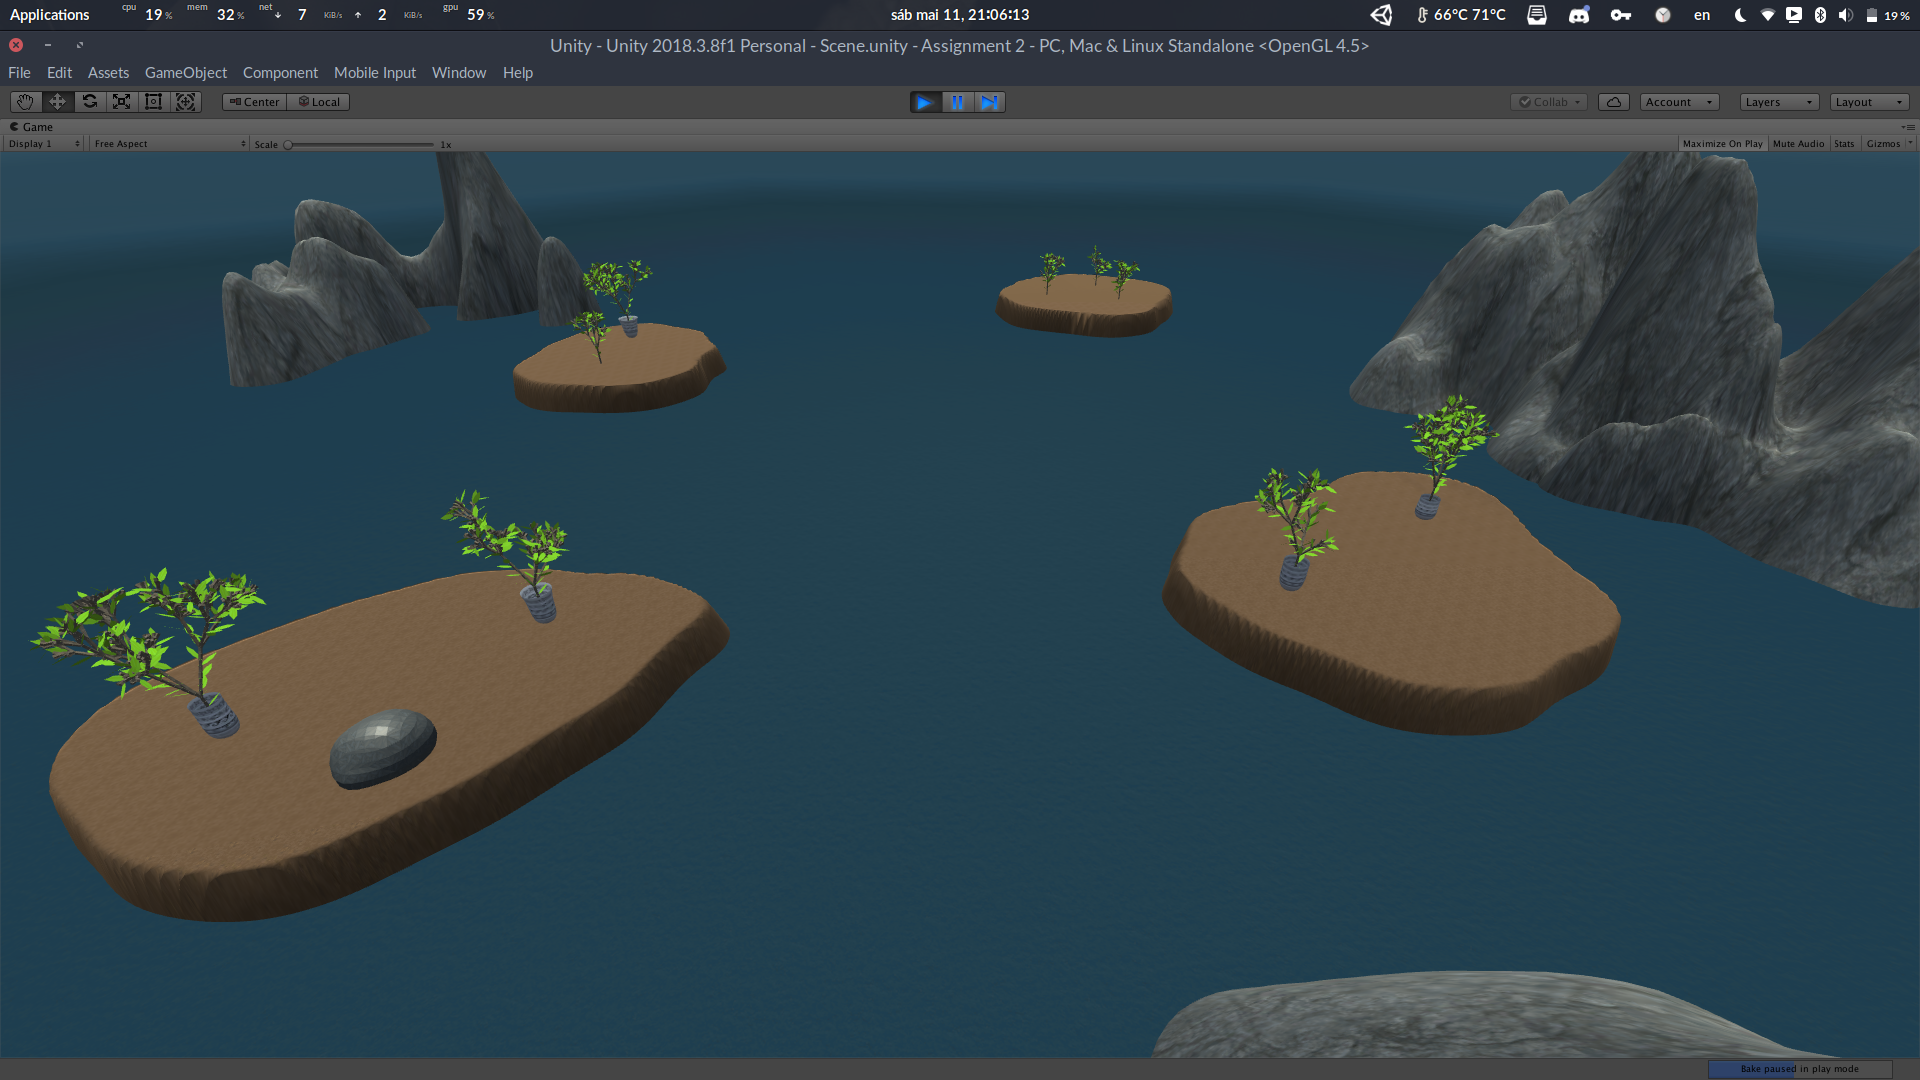 Applications cpu 19 % mem 32 % net ↓ 7 KiB/s ↑ 2 KiB/s gpu 59 % sáb mai 11, 21:06:13 66°C 71°C en 19 %
Unity - Unity 2018.3.8f1 Personal - Scene.unity - Assignment 2 - PC, Mac & Linux Standalone <OpenGL 4.5>
File Edit Assets GameObject Component Mobile Input Window Help
Center Local Collab Account Layers Layout
Game
Display 1 Free Aspect Scale 1x Maximize On Play Mute Audio Stats Gizmos
Bake paused in play mode